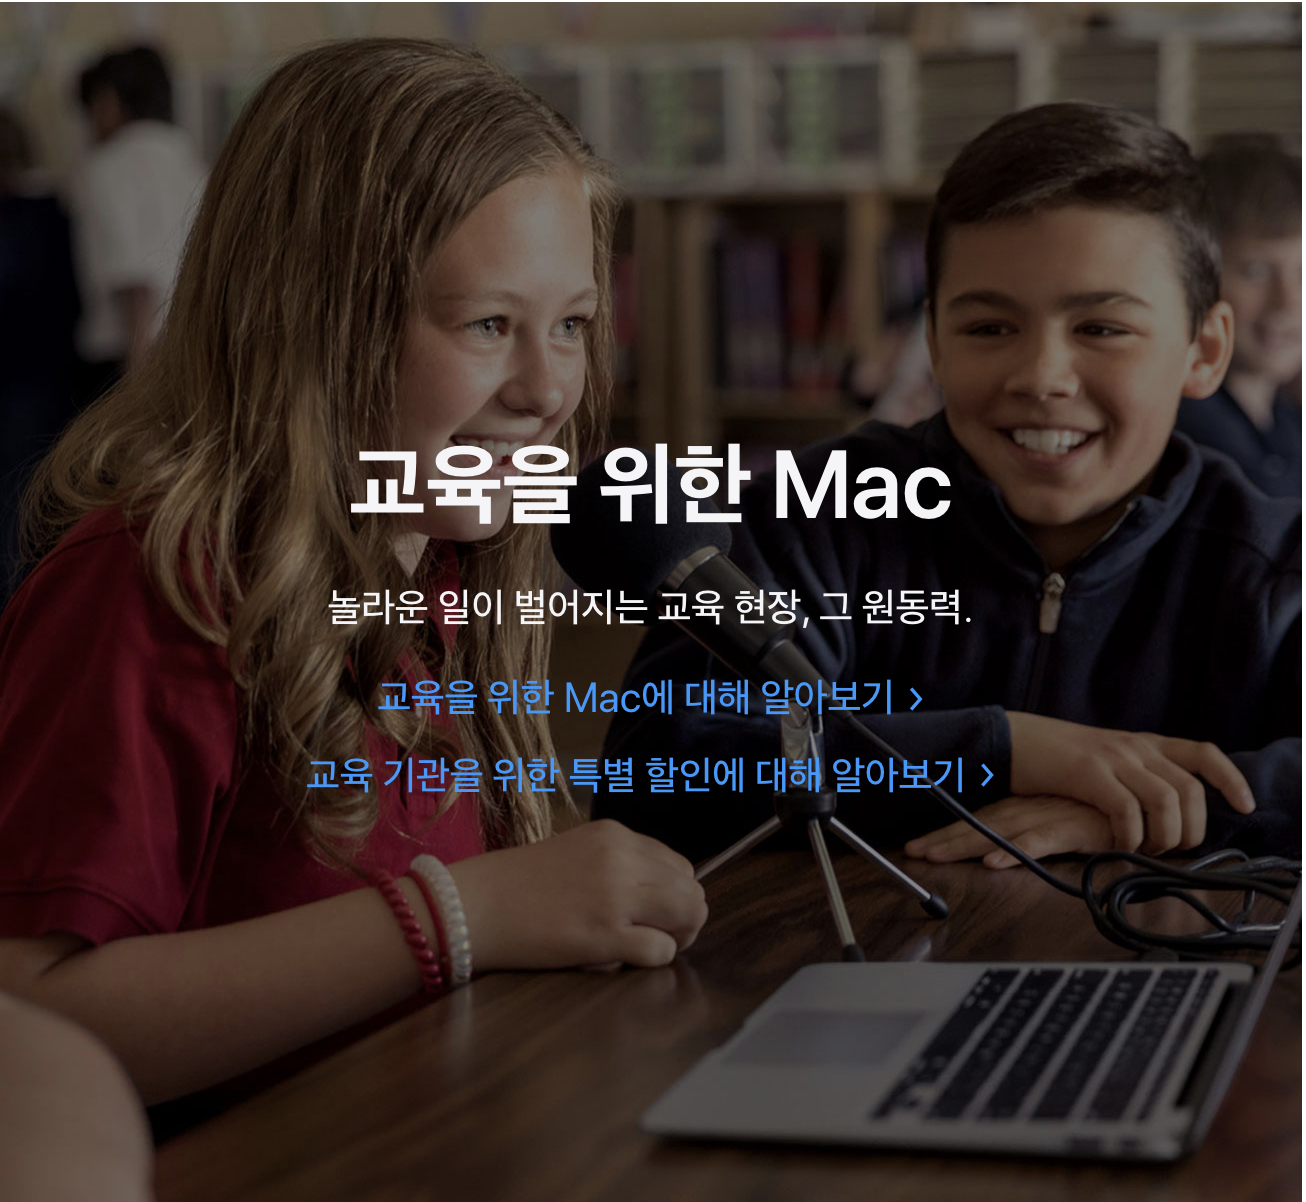 교육을 위한 Mac
놀라운 일이 벌어지는 교육 현장, 그 원동력.
교육을 위한 Mac에 대해 알아보기 >
교육 기관을 위한 특별 할인에 대해 알아보기 >